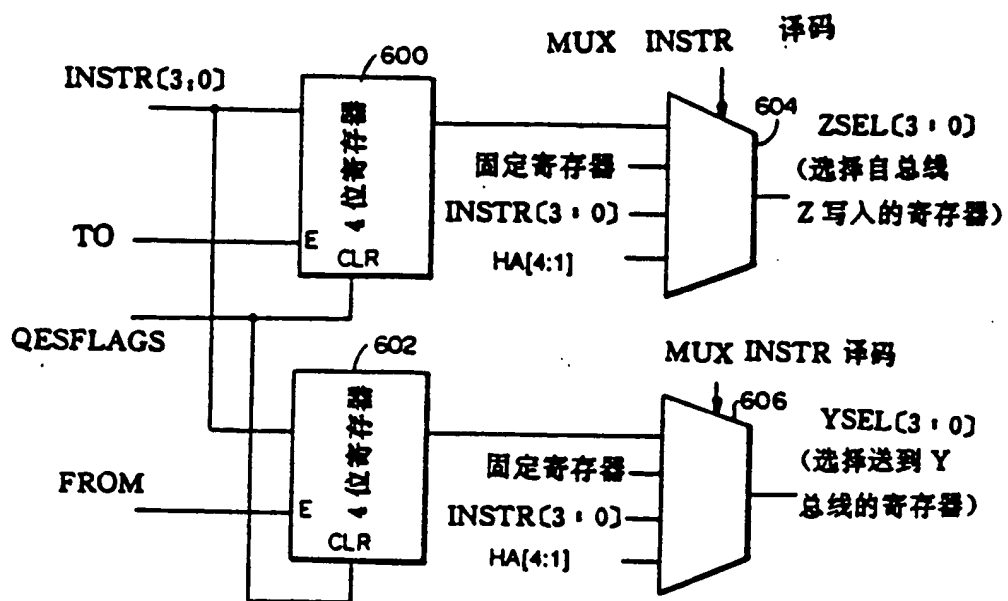 MUX INSTR 译码
INSTR(3:0)
600
4位寄存器
E
CLR
TO
604
固定寄存器
INSTR(3:0)
HA[4:1]
ZSEL(3:0)
(选择自总线
Z写入的寄存器)
QESFLAGS
602
4位寄存器
E
CLR
FROM
MUX INSTR 译码
606
固定寄存器
INSTR(3:0)
HA[4:1]
YSEL(3:0)
(选择送到Y
总线的寄存器)